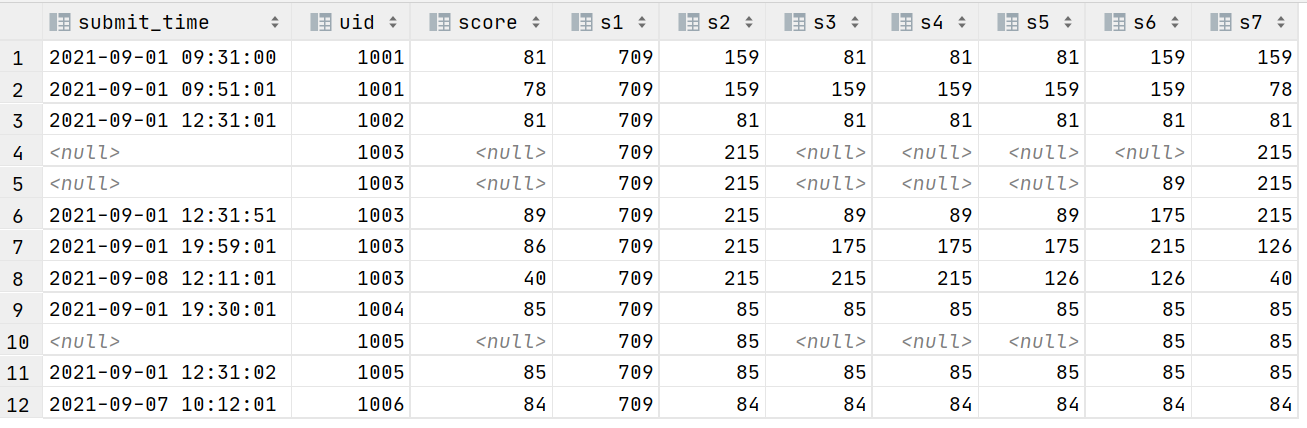 submit_time uid score s1 s2 s3 s4 s5 s6 s7
1 2021-09-01 09:31:00 1001 81 709 159 81 81 81 159 159
2 2021-09-01 09:51:01 1001 78 709 159 159 159 159 159 78
3 2021-09-01 12:31:01 1002 81 709 81 81 81 81 81 81
4 <null> 1003 <null> 709 215 <null> <null> <null> <null> 215
5 <null> 1003 <null> 709 215 <null> <null> <null> 89 215
6 2021-09-01 12:31:51 1003 89 709 215 89 89 89 175 215
7 2021-09-01 19:59:01 1003 86 709 215 175 175 175 215 126
8 2021-09-08 12:11:01 1003 40 709 215 215 215 126 126 40
9 2021-09-01 19:30:01 1004 85 709 85 85 85 85 85 85
10 <null> 1005 <null> 709 85 <null> <null> <null> 85 85
11 2021-09-01 12:31:02 1005 85 709 85 85 85 85 85 85
12 2021-09-07 10:12:01 1006 84 709 84 84 84 84 84 84